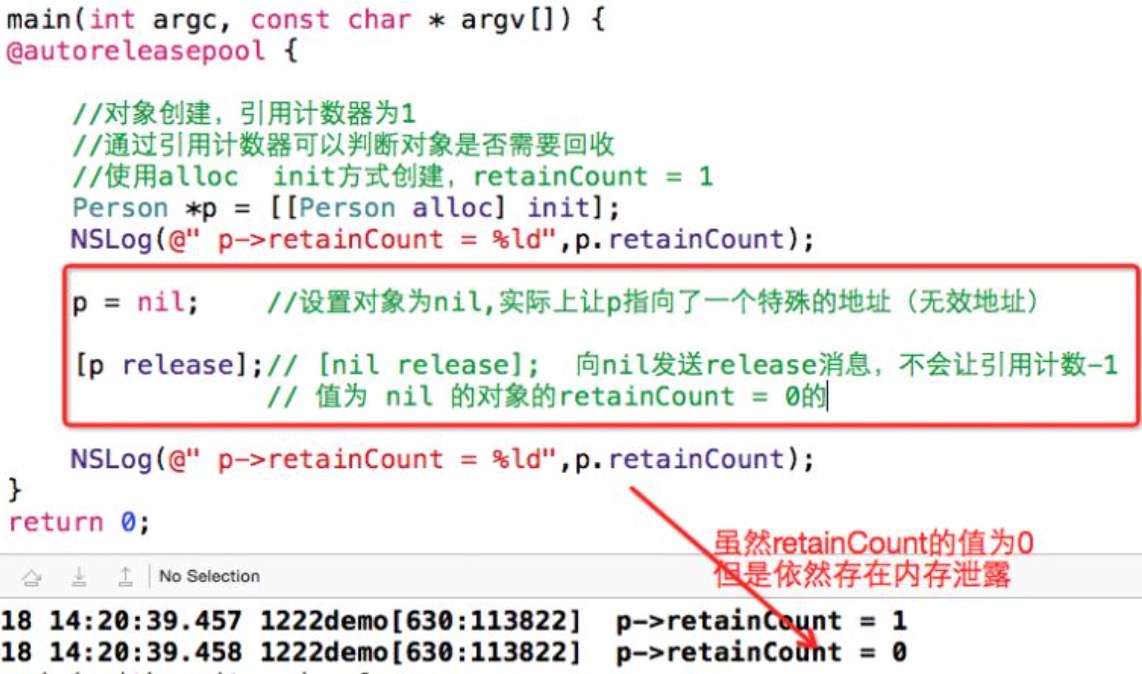 main(int argc, const char * argv[]) {
@autoreleasepool {
//对象创建，引用计数器为1
//通过引用计数器可以判断对象是否需要回收
//使用alloc  init方式创建，retainCount = 1
Person *p = [[Person alloc] init];
NSLog(@" p->retainCount = %ld",p.retainCount);
p = nil;    //设置对象为nil,实际上让p指向了一个特殊的地址（无效地址）
[p release];// [nil release];  向nil发送release消息，不会让引用计数-1
// 值为 nil 的对象的retainCount = 0的
NSLog(@" p->retainCount = %ld",p.retainCount);
}
return 0;
虽然retainCount的值为0
但是依然存在内存泄露
No Selection
18 14:20:39.457 1222demo[630:113822]  p->retainCount = 1
18 14:20:39.458 1222demo[630:113822]  p->retainCount = 0